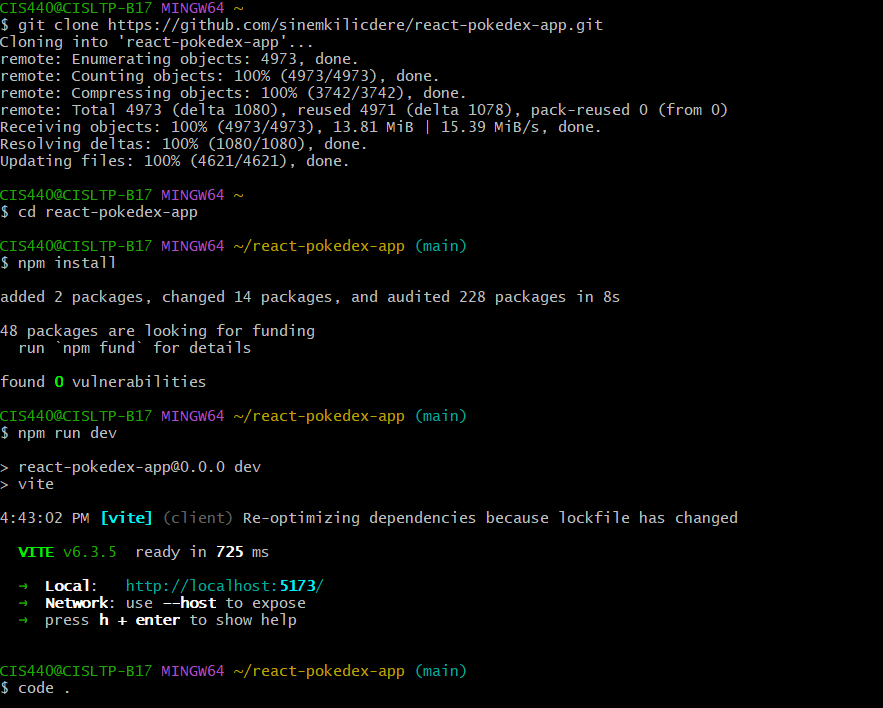 CIS440@CISLTP-B17 MINGW64 ~
$ git clone https://github.com/sinemkilicdere/react-pokedex-app.git
Cloning into 'react-pokedex-app'...
remote: Enumerating objects: 4973, done.
remote: Counting objects: 100% (4973/4973), done.
remote: Compressing objects: 100% (3742/3742), done.
remote: Total 4973 (delta 1080), reused 4971 (delta 1078), pack-reused 0 (from 0)
Receiving objects: 100% (4973/4973), 13.81 MiB | 15.39 MiB/s, done.
Resolving deltas: 100% (1080/1080), done.
Updating files: 100% (4621/4621), done.
CIS440@CISLTP-B17 MINGW64 ~
$ cd react-pokedex-app
CIS440@CISLTP-B17 MINGW64 ~/react-pokedex-app (main)
$ npm install
added 2 packages, changed 14 packages, and audited 228 packages in 8s
48 packages are looking for funding
  run `npm fund` for details
found 0 vulnerabilities
CIS440@CISLTP-B17 MINGW64 ~/react-pokedex-app (main)
$ npm run dev
> react-pokedex-app@0.0.0 dev
> vite
4:43:02 PM [vite] (client) Re-optimizing dependencies because lockfile has changed
  VITE v6.3.5  ready in 725 ms
  ➜  Local:   http://localhost:5173/
  ➜  Network: use --host to expose
  ➜  press h + enter to show help
CIS440@CISLTP-B17 MINGW64 ~/react-pokedex-app (main)
$ code .